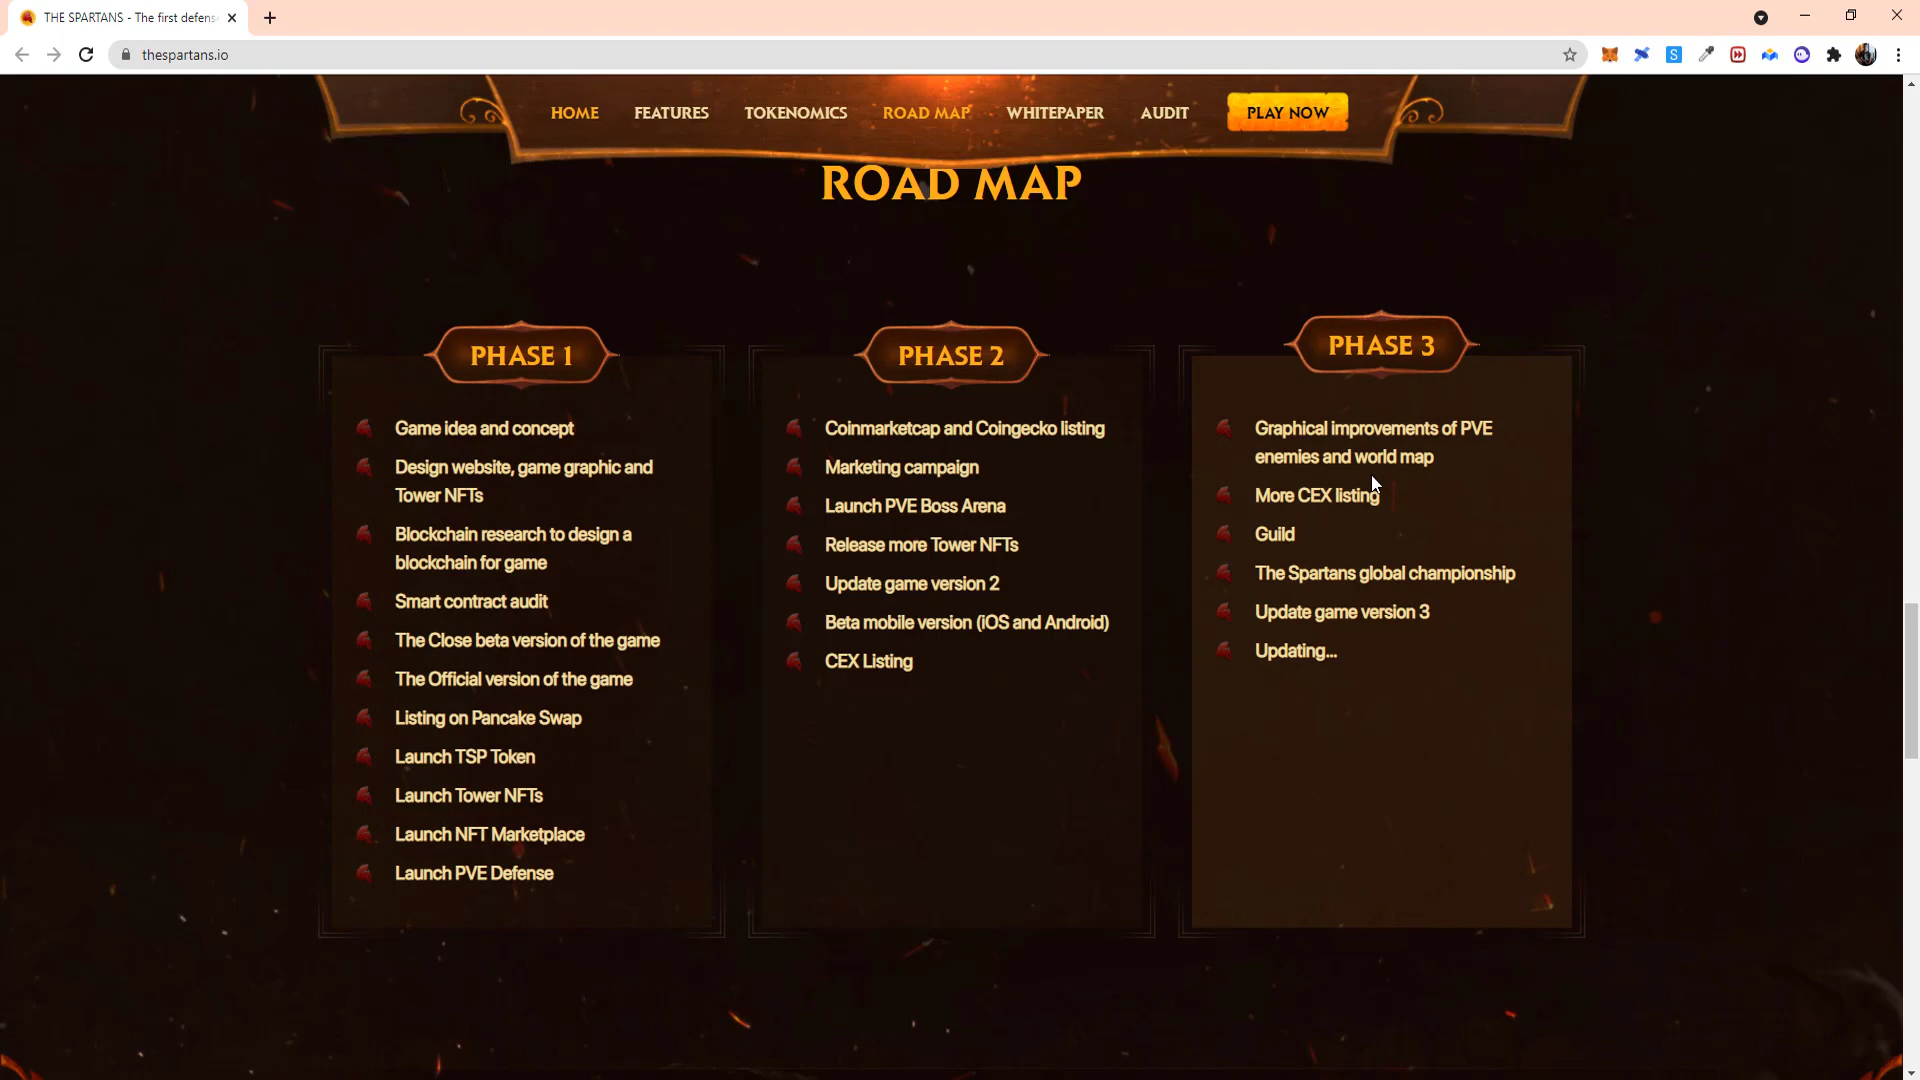 THE SPARTANS - The first defens
thespartans.io
HOME
FEATURES
TOKENOMICS
ROAD MAP
WHITEPAPER
AUDIT
PLAY NOW
ROAD MAP
PHASE 1
Game idea and concept
Design website, game graphic and
Tower NFTs
Blockchain research to design a
blockchain for game
Smart contract audit
The Close beta version of the game
The Official version of the game
Listing on Pancake Swap
Launch TSP Token
Launch Tower NFTs
Launch NFT Marketplace
Launch PVE Defense
PHASE 2
Coinmarketcap and Coingecko listing
Marketing campaign
Launch PVE Boss Arena
Release more Tower NFTs
Update game version 2
Beta mobile version (iOS and Android)
CEX Listing
PHASE 3
Graphical improvements of PVE
enemies and world map
More CEX listing
Guild
The Spartans global championship
Update game version 3
Updating...